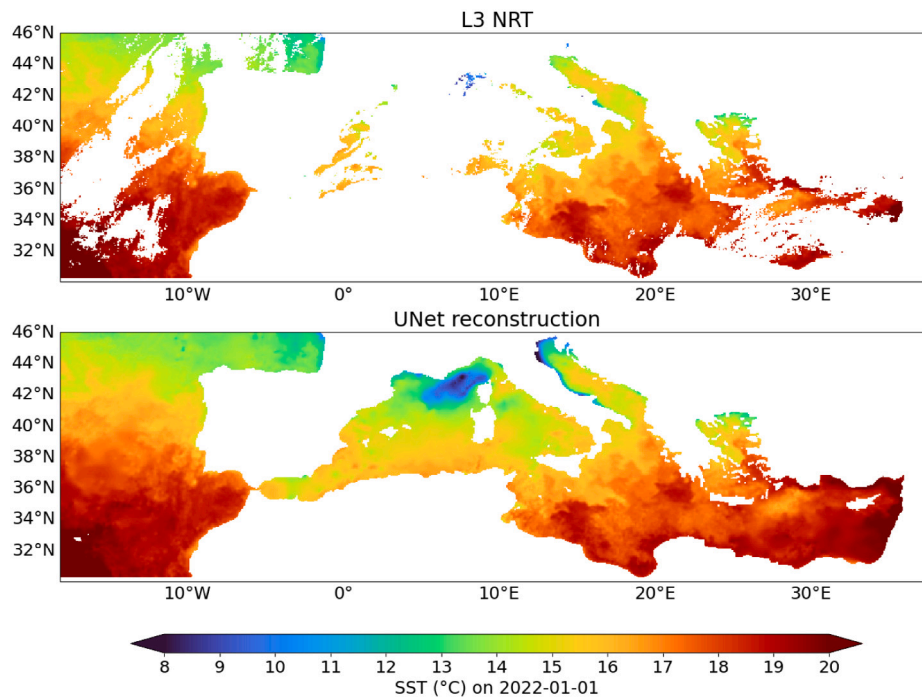 L3 NRT
46°N
44°N
42°N
40°N
38°N
36°N
34°N
32°N
10°W 0° 10°E 20°E 30°E
UNet reconstruction
46°N
44°N
42°N
40°N
38°N
36°N
34°N
32°N
10°W 0° 10°E 20°E 30°E
8 9 10 11 12 13 14 15 16 17 18 19 20
SST (°C) on 2022-01-01